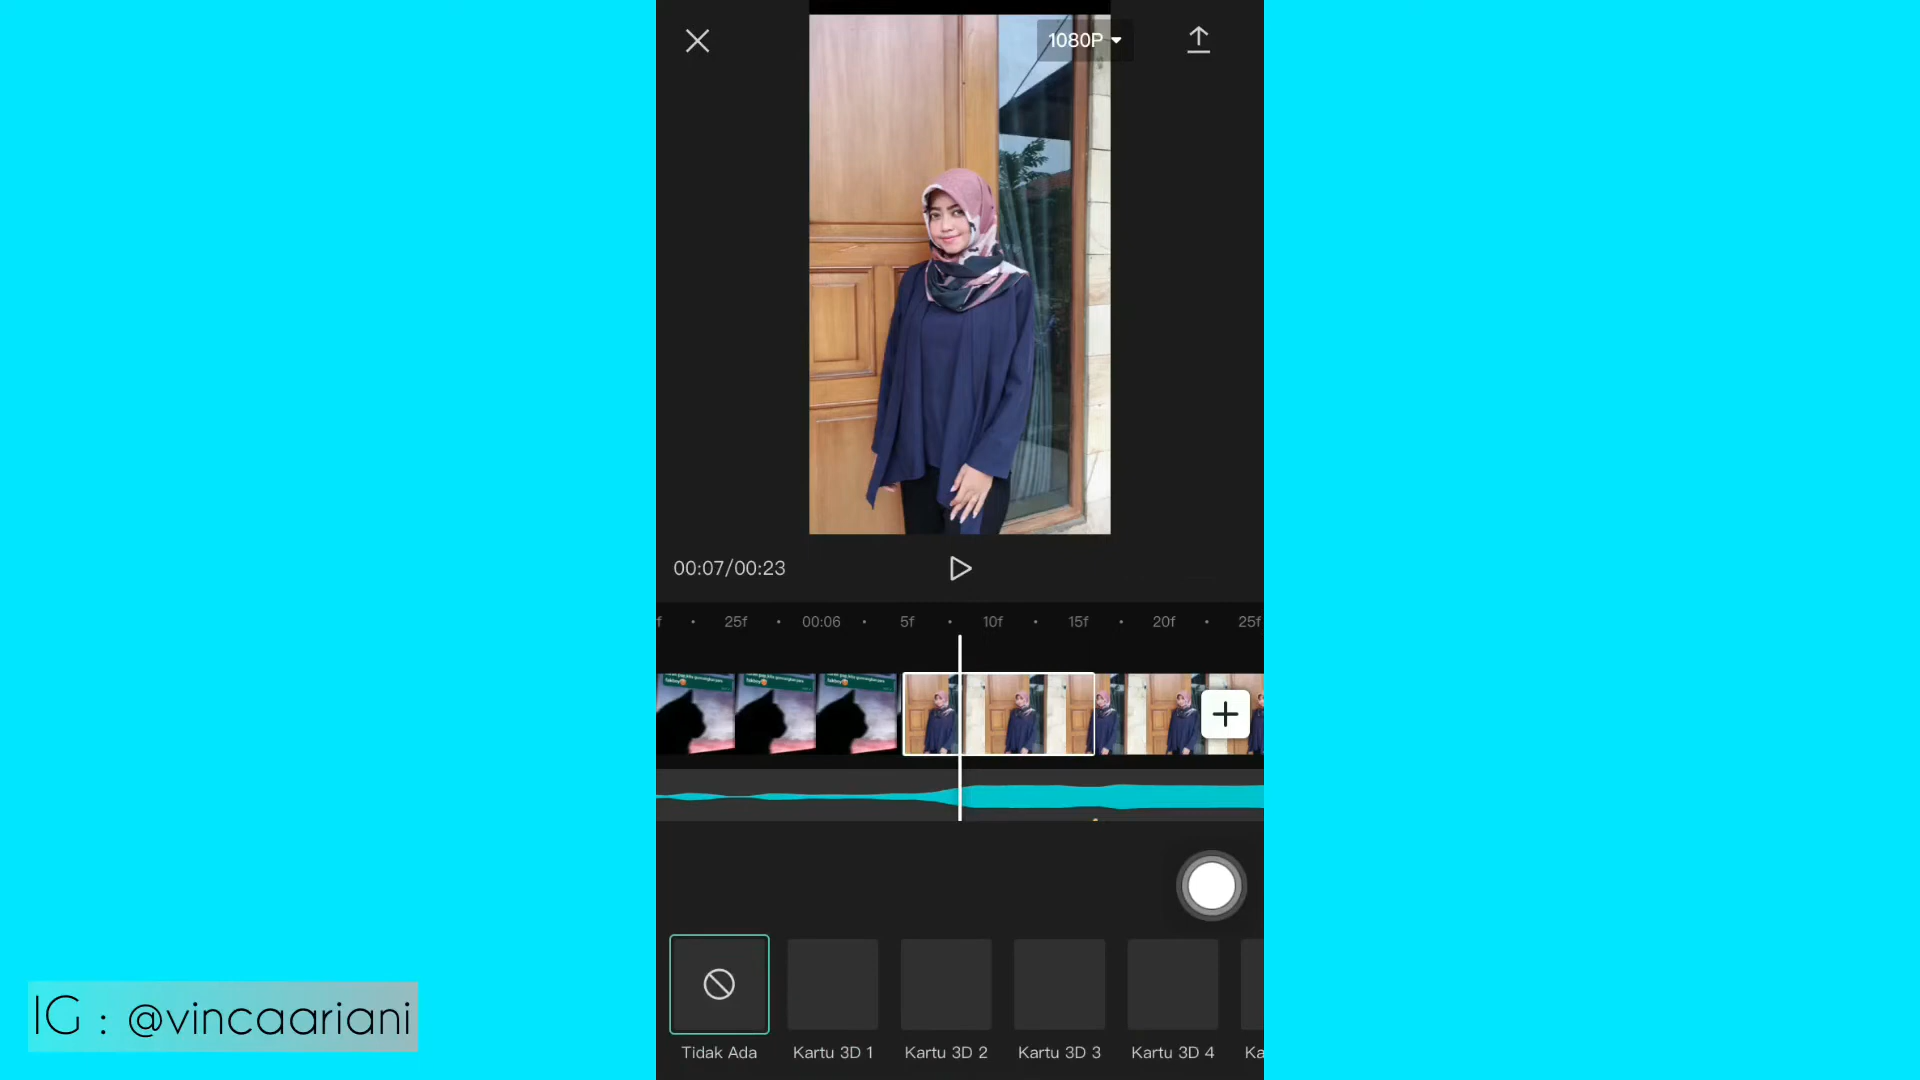 1080P
00:07/00:23
f
25f
00:06
5f
10f
15f
20f
25f
IG : @vincaariani
Tidak Ada
Kartu 3D 1
Kartu 3D 2
Kartu 3D 3
Kartu 3D 4
Ka